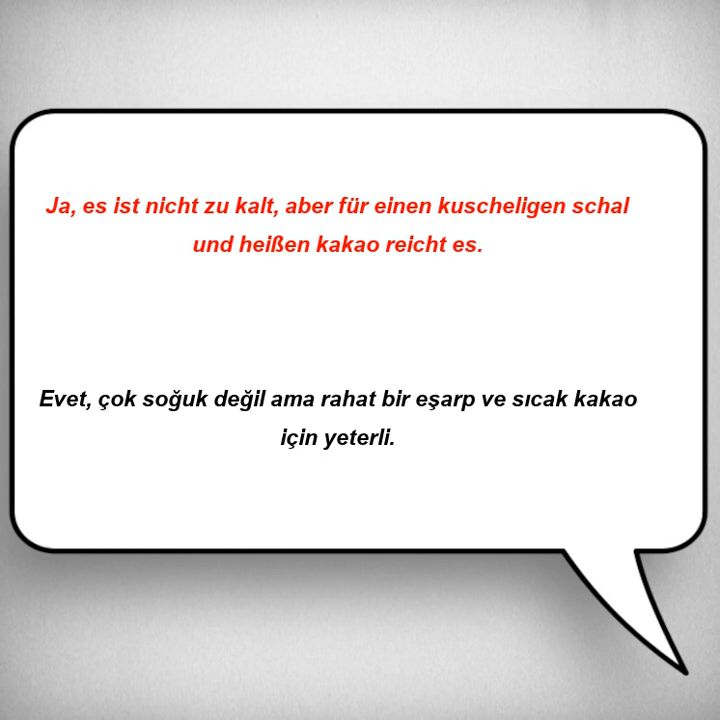 Ja, es ist nicht zu kalt, aber für einen kuscheligen schal
und heißen kakao reicht es.
Evet, çok soğuk değil ama rahat bir eşarp ve sıcak kakao
için yeterli.